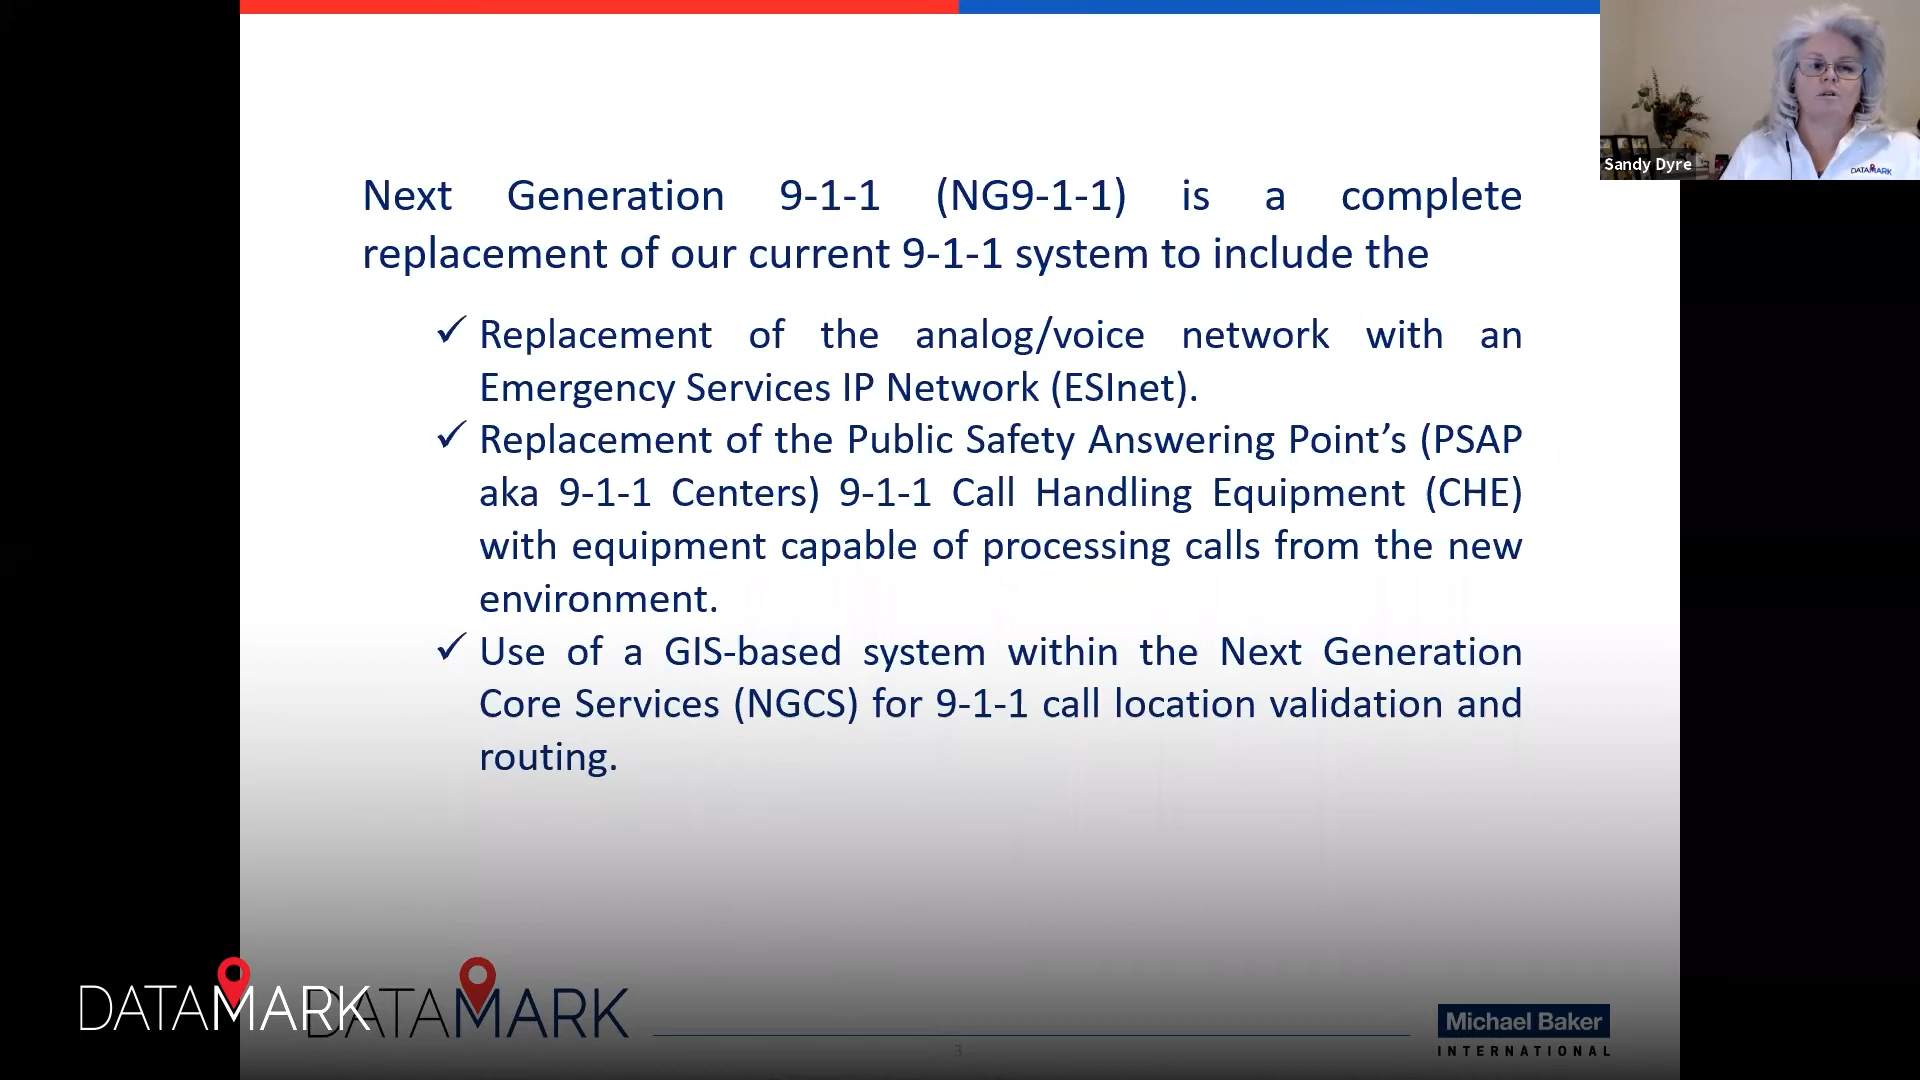 Sandy Dyre
DATAMARK
Next Generation 9-1-1 (NG9-1-1) is a complete
replacement of our current 9-1-1 system to include the
✓ Replacement of the analog/voice network with an
Emergency Services IP Network (ESInet).
✓ Replacement of the Public Safety Answering Point’s (PSAP
aka 9-1-1 Centers) 9-1-1 Call Handling Equipment (CHE)
with equipment capable of processing calls from the new
environment.
✓ Use of a GIS-based system within the Next Generation
Core Services (NGCS) for 9-1-1 call location validation and
routing.
DATAMARK
DATAMARK
3
Michael Baker
INTERNATIONAL